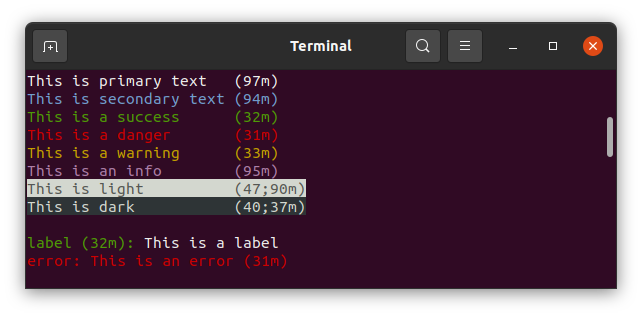 Terminal
This is primary text   (97m)
This is secondary text (94m)
This is a success      (32m)
This is a danger       (31m)
This is a warning      (33m)
This is an info        (95m)
This is light          (47;90m)
This is dark           (40;37m)
label (32m): This is a label
error: This is an error (31m)